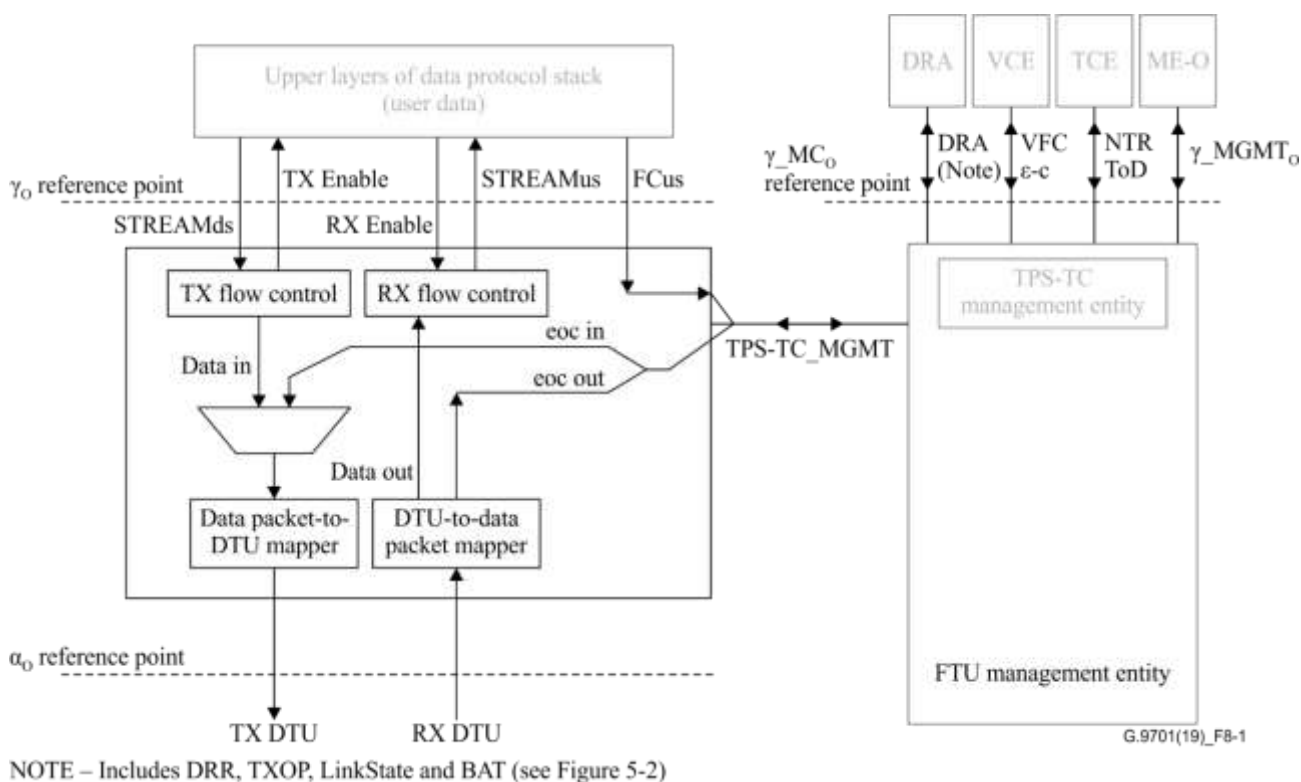 Upper layers of data protocol stack
(user data)
DRA
VCE
TCE
ME-O
γO reference point
TX Enable
STREAMus
FCus
STREAMds
RX Enable
γ_MCO
reference point
DRA
(Note)
VFC
ε-c
NTR
ToD
γ_MGMTO
TX flow control
RX flow control
TPS-TC
management entity
eoc in
TPS-TC_MGMT
Data in
eoc out
Data out
Data packet-to-
DTU mapper
DTU-to-data
packet mapper
αO reference point
FTU management entity
TX DTU
RX DTU
G.9701(19)_F8-1
NOTE – Includes DRR, TXOP, LinkState and BAT (see Figure 5-2)